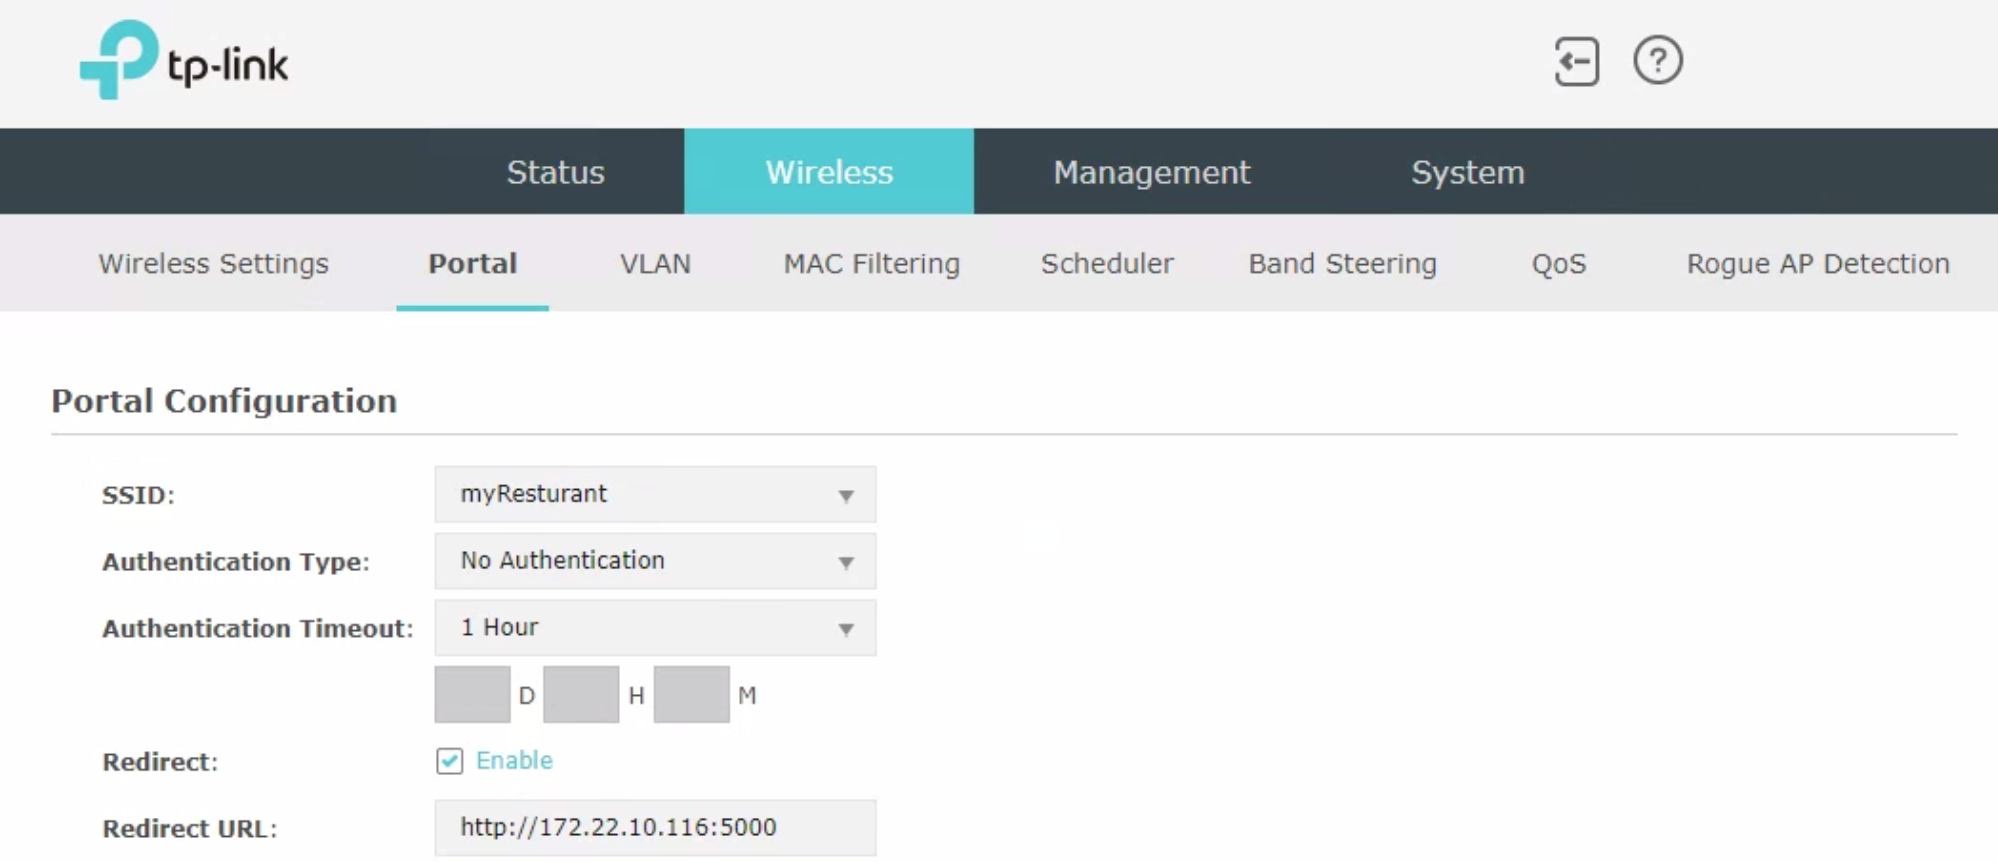 tp-link
?
Status Wireless Management System
Wireless Settings Portal VLAN MAC Filtering Scheduler Band Steering QoS Rogue AP Detection
Portal Configuration
SSID: myResturant
Authentication Type: No Authentication
Authentication Timeout: 1 Hour
D H M
Redirect: Enable
Redirect URL: http://172.22.10.116:5000